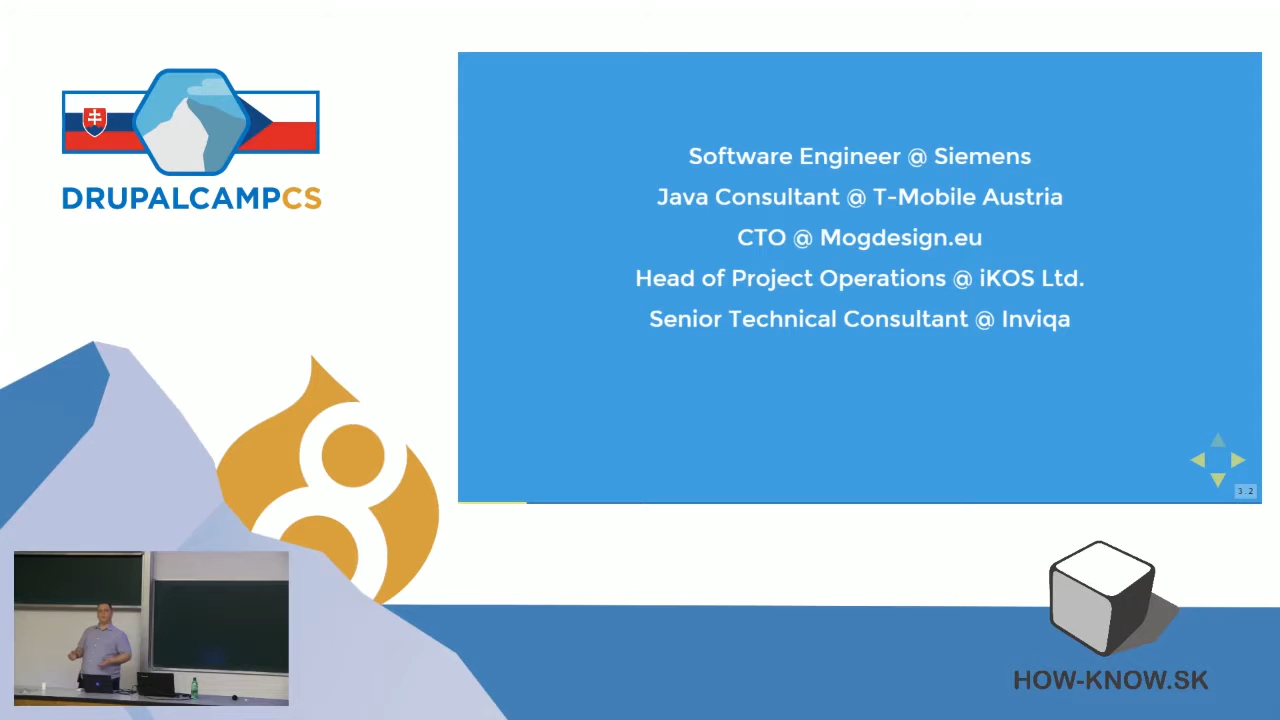 DRUPALCAMPCS
Software Engineer @ Siemens
Java Consultant @ T-Mobile Austria
CTO @ Mogdesign.eu
Head of Project Operations @ iKOS Ltd.
Senior Technical Consultant @ Inviqa
3.2
8
HOW-KNOW.SK